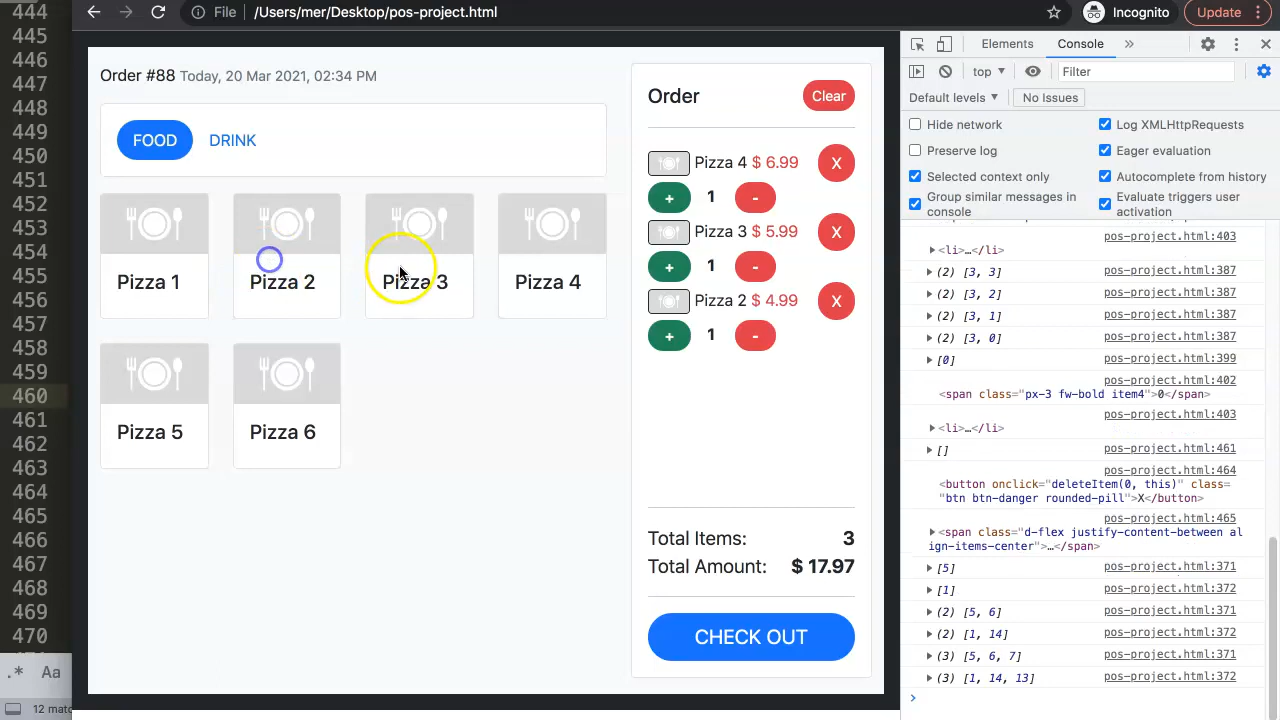 File /Users/mer/Desktop/pos-project.html Incognito Update
444
445
446
447
448
449
450
451
452
453
454
455
456
457
458
459
460
461
462
463
464
465
466
467
468
469
470
.* Aa
Order #88 Today, 20 Mar 2021, 02:34 PM
FOOD DRINK
Pizza 1 Pizza 2 Pizza 3 Pizza 4
Pizza 5 Pizza 6
Order Clear
Pizza 4 $ 6.99 X
+ 1 -
Pizza 3 $ 5.99 X
+ 1 -
Pizza 2 $ 4.99 X
+ 1 -
Total Items: 3
Total Amount: $ 17.97
CHECK OUT
Elements Console
top Filter
Default levels No Issues
Hide network Log XMLHttpRequests
Preserve log Eager evaluation
Selected context only Autocomplete from history
Group similar messages in Evaluate triggers user
console activation
pos-project.html:403
<li>…</li>
(2) [3, 3] pos-project.html:387
(2) [3, 2] pos-project.html:387
(2) [3, 1] pos-project.html:387
(2) [3, 0] pos-project.html:387
[0] pos-project.html:399
pos-project.html:402
<span class="px-3 fw-bold item4">0</span>
pos-project.html:403
<li>…</li>
[] pos-project.html:461
pos-project.html:464
<button onclick="deleteItem(0, this)" class=
"btn btn-danger rounded-pill">X</button>
pos-project.html:465
<span class="d-flex justify-content-between al
ign-items-center">…</span>
[5] pos-project.html:371
[1] pos-project.html:372
(2) [5, 6] pos-project.html:371
(2) [1, 14] pos-project.html:372
(3) [5, 6, 7] pos-project.html:371
(3) [1, 14, 13] pos-project.html:372